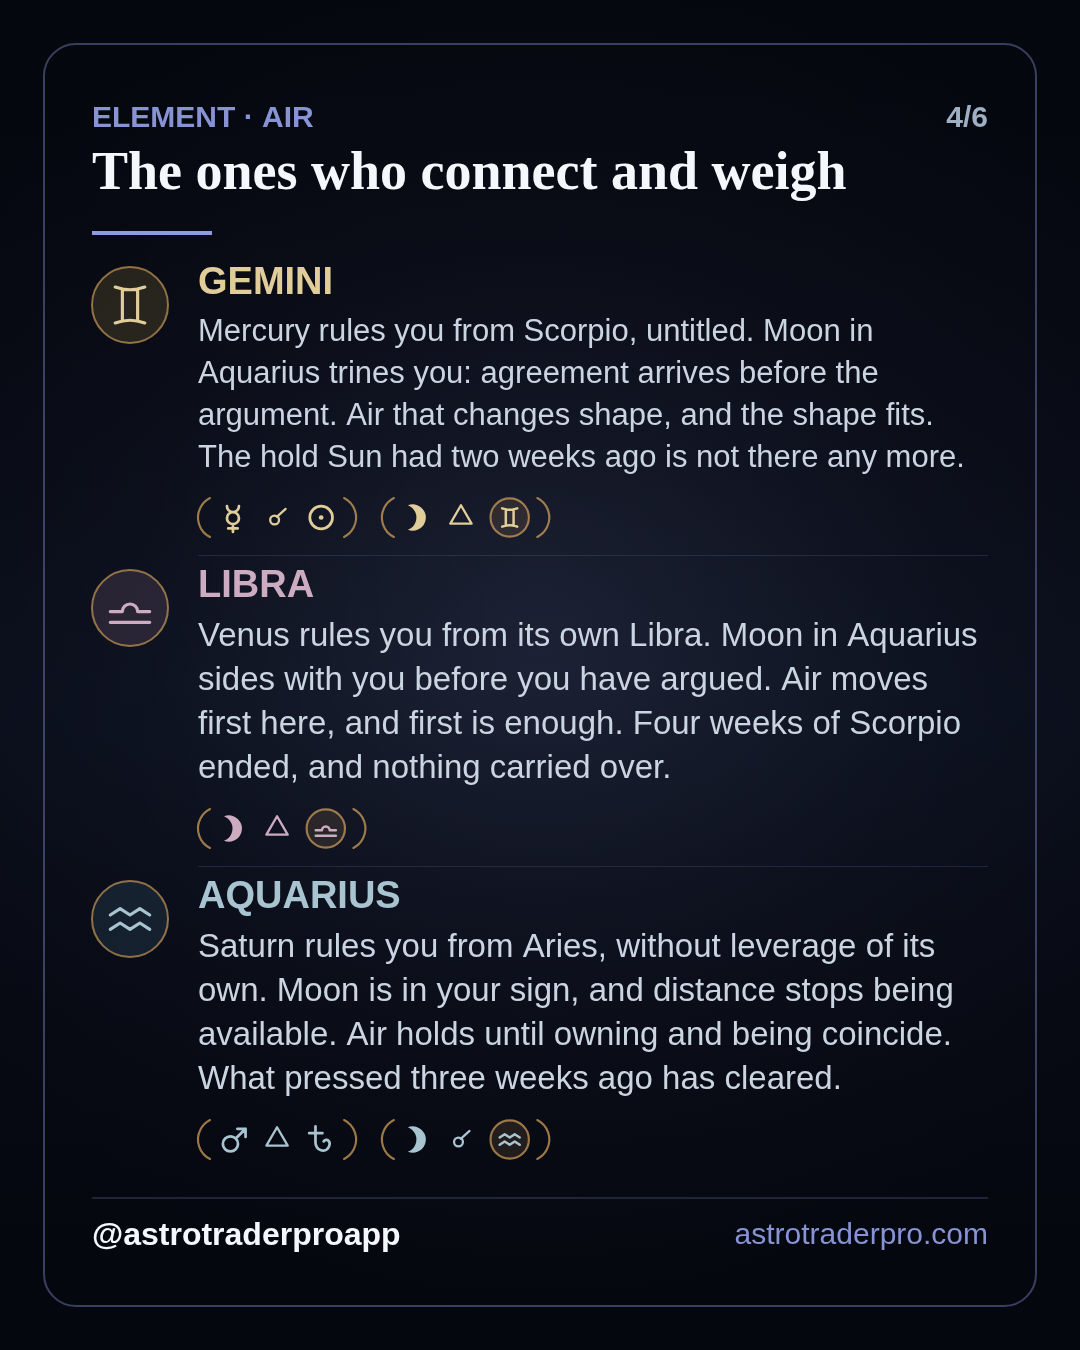 ELEMENT · AIR
4/6
The ones who connect and weigh
GEMINI
Mercury rules you from Scorpio, untitled. Moon in
Aquarius trines you: agreement arrives before the
argument. Air that changes shape, and the shape fits.
The hold Sun had two weeks ago is not there any more.
LIBRA
Venus rules you from its own Libra. Moon in Aquarius
sides with you before you have argued. Air moves
first here, and first is enough. Four weeks of Scorpio
ended, and nothing carried over.
AQUARIUS
Saturn rules you from Aries, without leverage of its
own. Moon is in your sign, and distance stops being
available. Air holds until owning and being coincide.
What pressed three weeks ago has cleared.
@astrotraderproapp
astrotraderpro.com